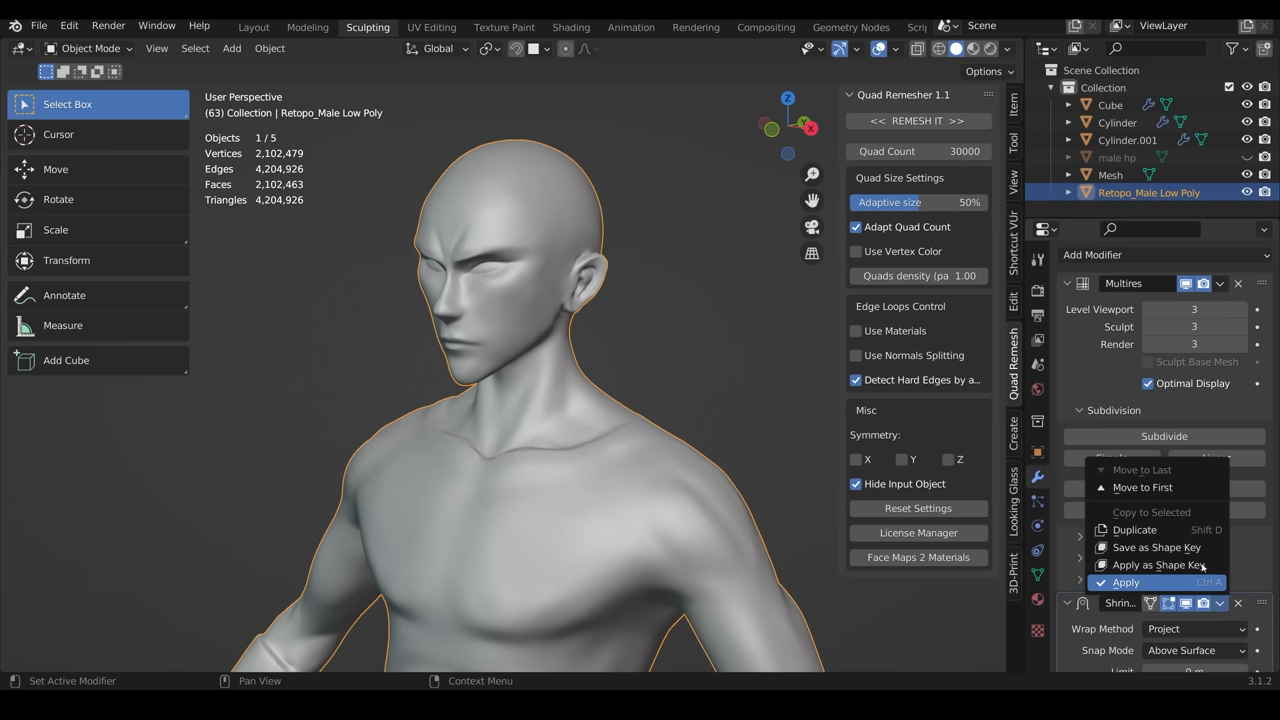 File Edit Render Window Help Layout Modeling Sculpting UV Editing Texture Paint Shading Animation Rendering Compositing Geometry Nodes Scri Scene ViewLayer
Object Mode View Select Add Object Global
Options
Select Box
Cursor
Move
Rotate
Scale
Transform
Annotate
Measure
Add Cube
User Perspective
(63) Collection | Retopo_Male Low Poly
Objects 1 / 5
Vertices 2,102,479
Edges 4,204,926
Faces 2,102,463
Triangles 4,204,926
Z
Y
X
Quad Remesher 1.1
<< REMESH IT >>
Quad Count 30000
Quad Size Settings
Adaptive size 50%
Adapt Quad Count
Use Vertex Color
Quads density (pa 1.00
Edge Loops Control
Use Materials
Use Normals Splitting
Detect Hard Edges by a...
Misc
Symmetry:
X Y Z
Hide Input Object
Reset Settings
License Manager
Face Maps 2 Materials
Item
Tool
View
Shortcut VUr
Edit
Quad Remesh
Create
Looking Glass
3D-Print
Scene Collection
Collection
Cube
Cylinder
Cylinder.001
male hp
Mesh
Retopo_Male Low Poly
Add Modifier
Multires
Level Viewport 3
Sculpt 3
Render 3
Sculpt Base Mesh
Optimal Display
Subdivision
Subdivide
Move to Last
Move to First
Copy to Selected
Duplicate Shift D
Save as Shape Key
Apply as Shape Key
Apply Ctrl A
Shrin...
Wrap Method Project
Snap Mode Above Surface
Limit 0 m
Set Active Modifier Pan View Context Menu 3.1.2